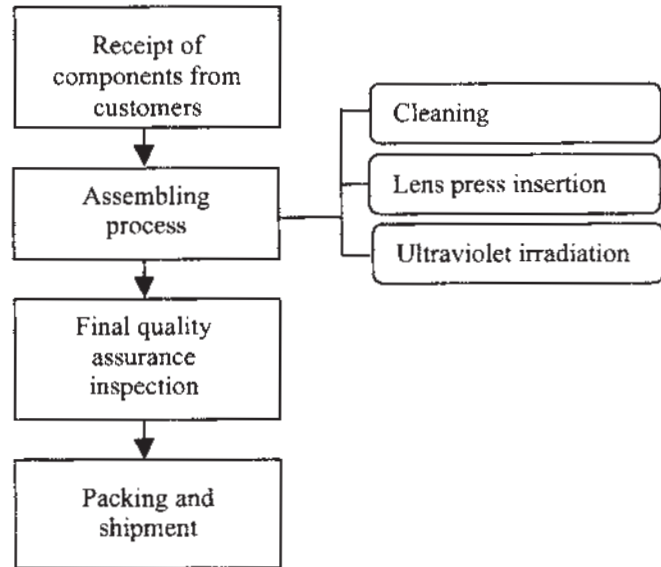 Receipt of
components from
customers
Assembling
process
Cleaning
Lens press insertion
Ultraviolet irradiation
Final quality
assurance
inspection
Packing and
shipment